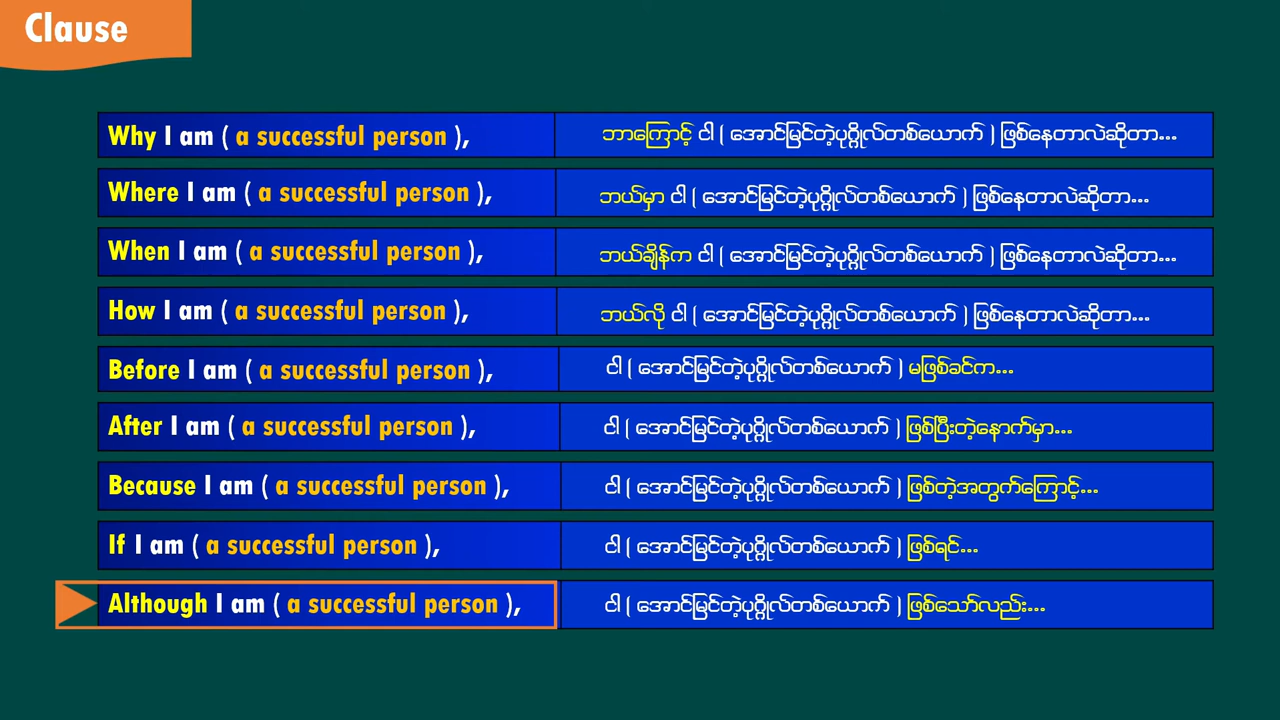 Clause
Why I am ( a successful person ), ဘာကြောင့် ငါ ( အောင်မြင်တဲ့ပုဂ္ဂိုလ်တစ်ယောက် ) ဖြစ်နေတာလဲဆိုတာ...
Where I am ( a successful person ), ဘယ်မှာ ငါ ( အောင်မြင်တဲ့ပုဂ္ဂိုလ်တစ်ယောက် ) ဖြစ်နေတာလဲဆိုတာ...
When I am ( a successful person ), ဘယ်ချိန်က ငါ ( အောင်မြင်တဲ့ပုဂ္ဂိုလ်တစ်ယောက် ) ဖြစ်နေတာလဲဆိုတာ...
How I am ( a successful person ), ဘယ်လို ငါ ( အောင်မြင်တဲ့ပုဂ္ဂိုလ်တစ်ယောက် ) ဖြစ်နေတာလဲဆိုတာ...
Before I am ( a successful person ), ငါ ( အောင်မြင်တဲ့ပုဂ္ဂိုလ်တစ်ယောက် ) မဖြစ်ခင်က...
After I am ( a successful person ), ငါ ( အောင်မြင်တဲ့ပုဂ္ဂိုလ်တစ်ယောက် ) ဖြစ်ပြီးတဲ့နောက်မှာ...
Because I am ( a successful person ), ငါ ( အောင်မြင်တဲ့ပုဂ္ဂိုလ်တစ်ယောက် ) ဖြစ်တဲ့အတွက်ကြောင့်...
If I am ( a successful person ), ငါ ( အောင်မြင်တဲ့ပုဂ္ဂိုလ်တစ်ယောက် ) ဖြစ်ရင်...
Although I am ( a successful person ), ငါ ( အောင်မြင်တဲ့ပုဂ္ဂိုလ်တစ်ယောက် ) ဖြစ်သော်လည်း...